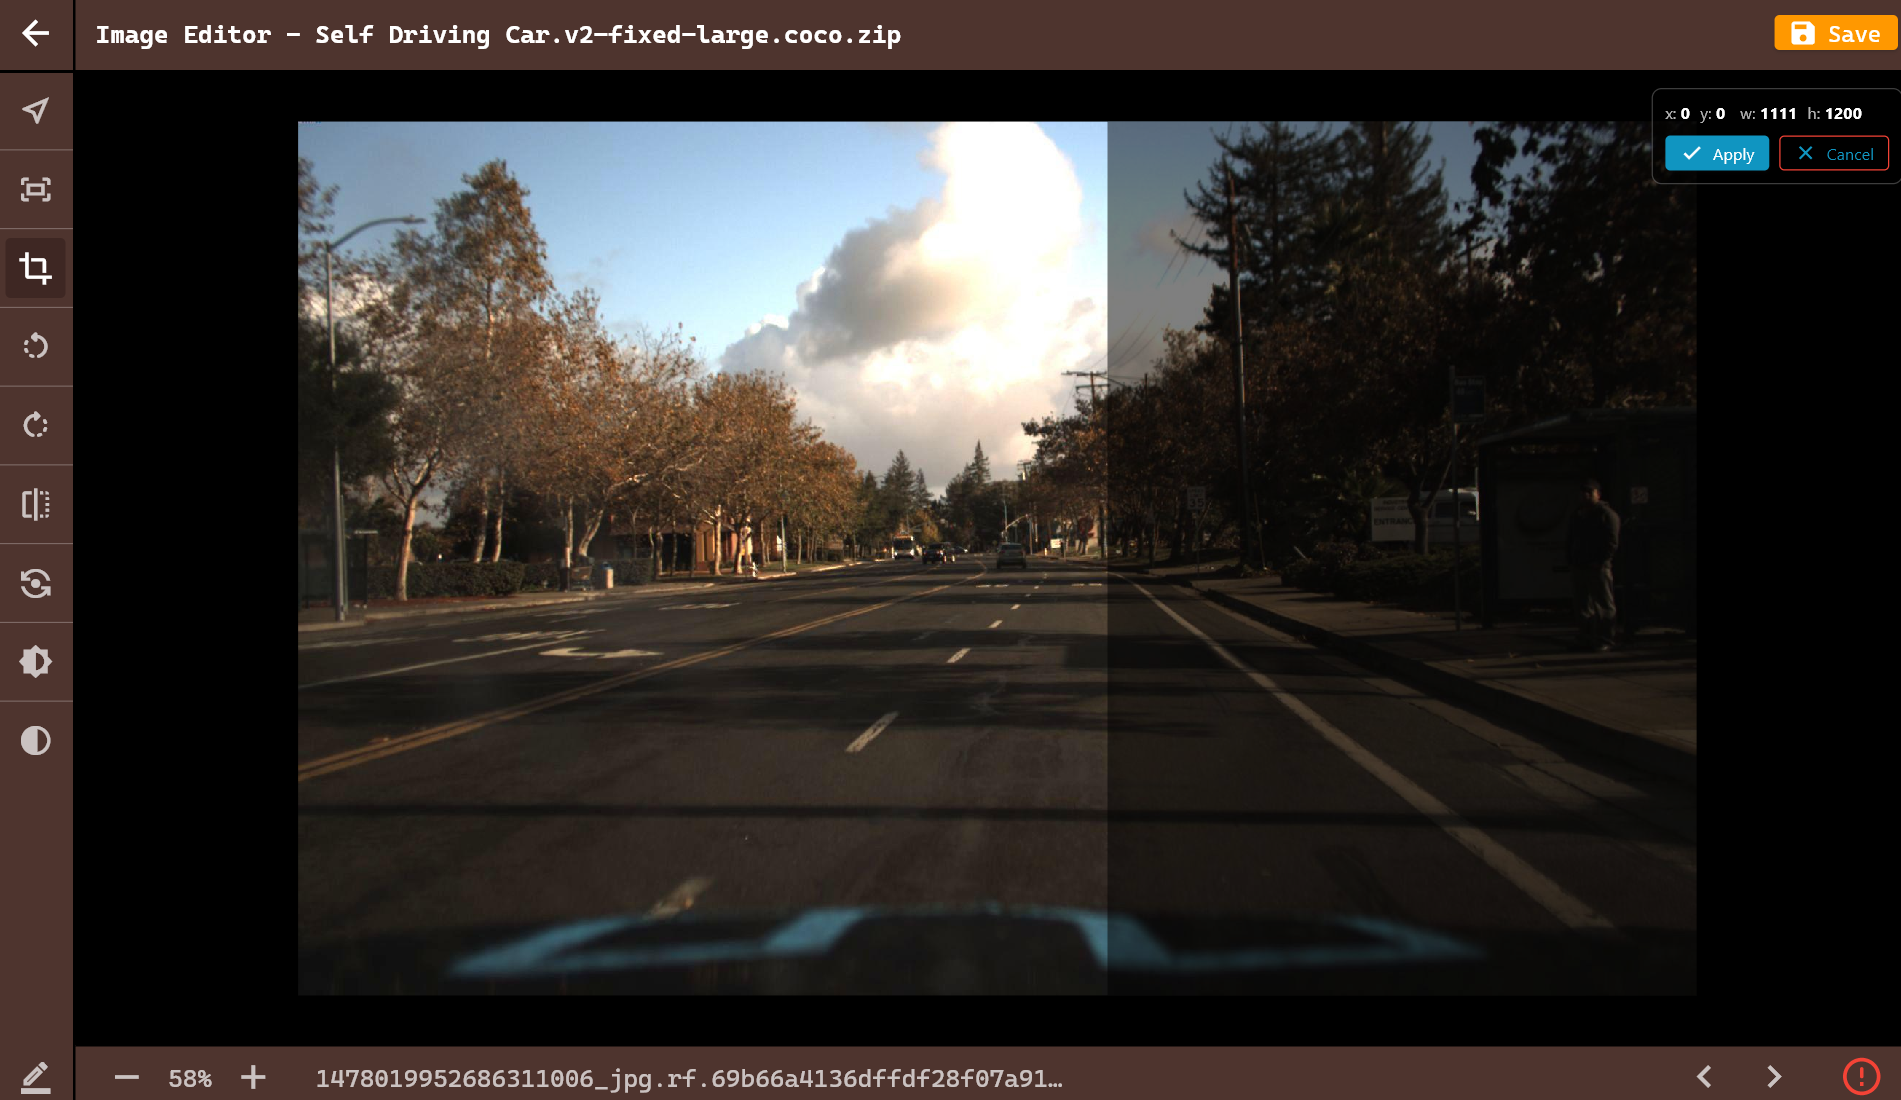 Image Editor - Self Driving Car.v2-fixed-large.coco.zip
Save
x: 0 y: 0 w: 1111 h: 1200
Apply
Cancel
ENTRANC
58%
1478019952686311006_jpg.rf.69b66a4136dffdf28f07a91…